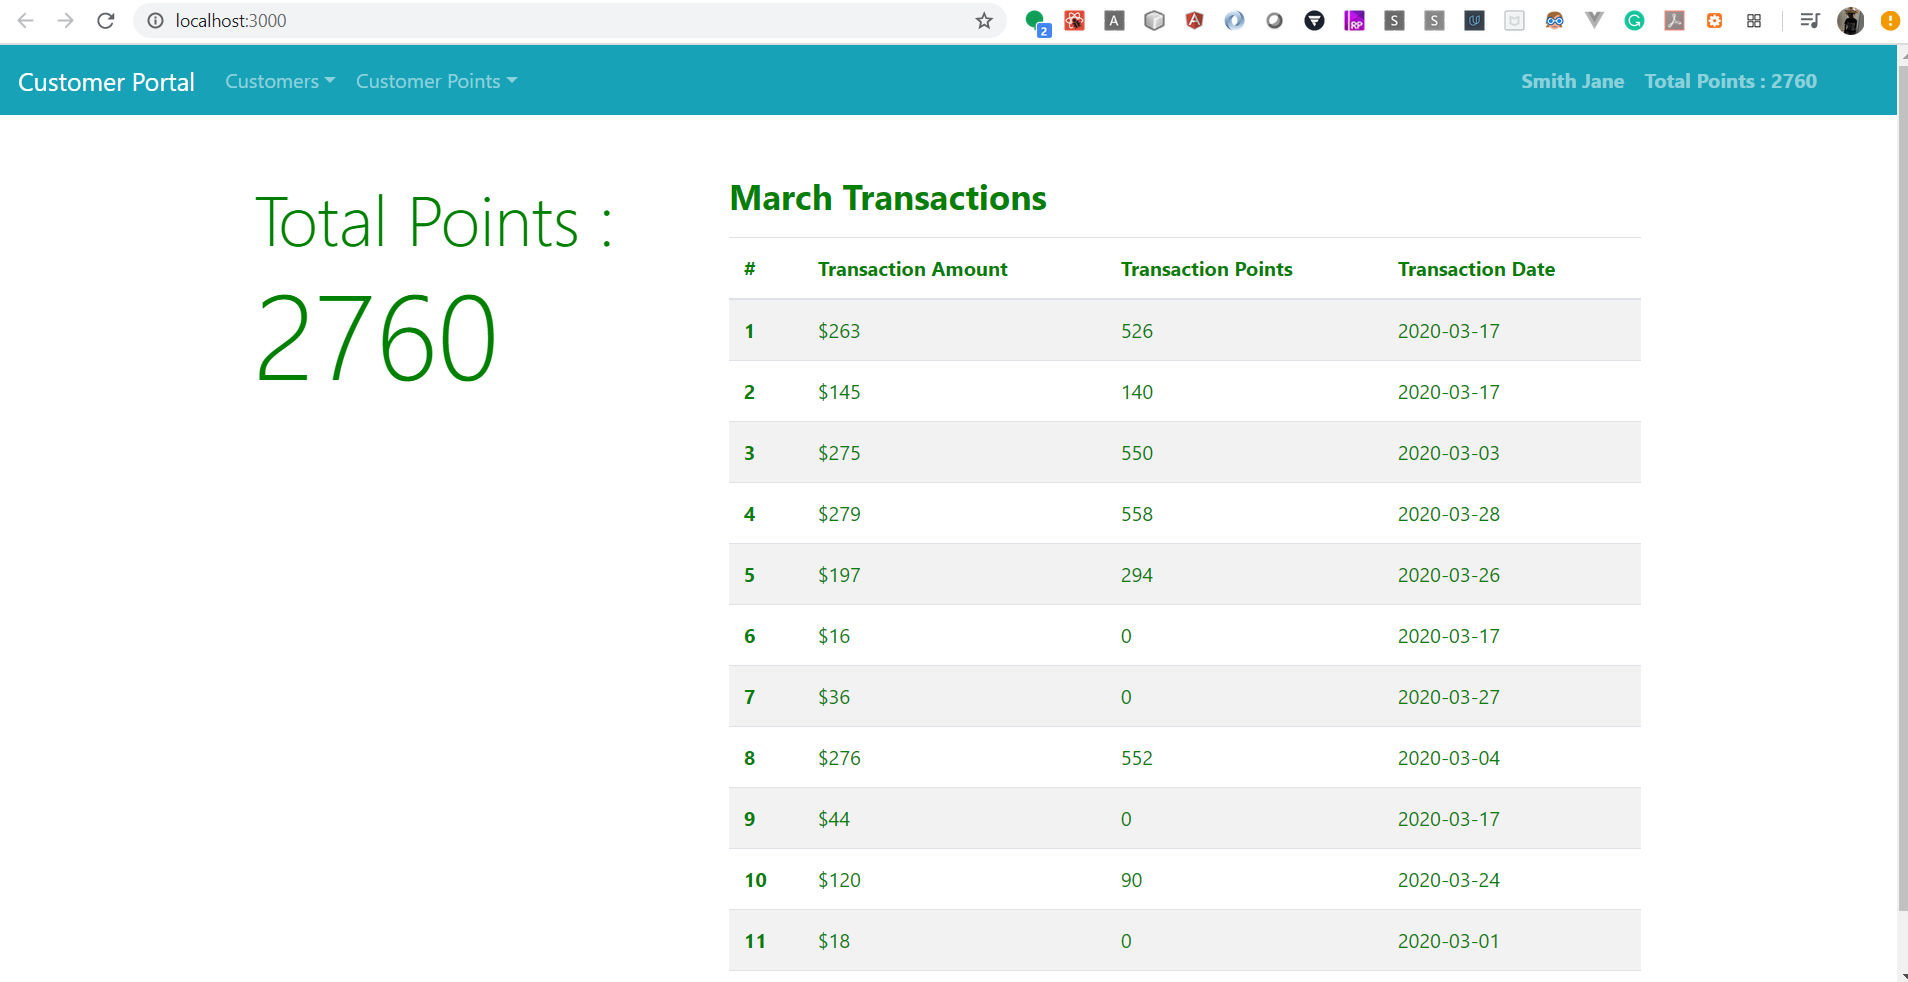 localhost:3000
2
A
RP
S
S
Customer Portal Customers Customer Points Smith Jane Total Points : 2760
Total Points :
2760
March Transactions
# Transaction Amount Transaction Points Transaction Date
1 $263 526 2020-03-17
2 $145 140 2020-03-17
3 $275 550 2020-03-03
4 $279 558 2020-03-28
5 $197 294 2020-03-26
6 $16 0 2020-03-17
7 $36 0 2020-03-27
8 $276 552 2020-03-04
9 $44 0 2020-03-17
10 $120 90 2020-03-24
11 $18 0 2020-03-01